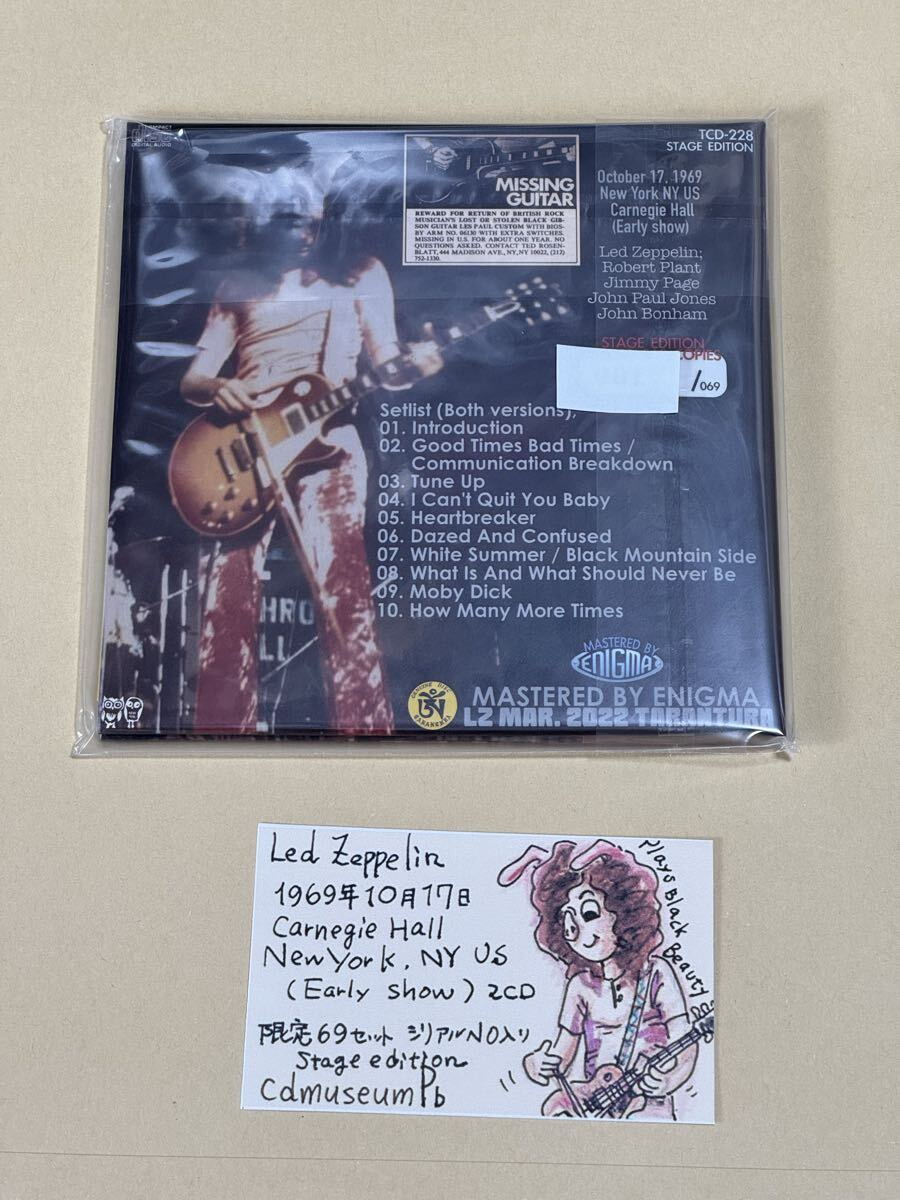 COMPACT
DIGITAL AUDIO
TCD-228
STAGE EDITION
MISSING
GUITAR
REWARD FOR RETURN OF BRITISH ROCK
MUSICIAN'S LOST OR STOLEN BLACK GIB-
SON GUITAR LES PAUL CUSTOM WITH BIGS-
BY ARM NO. 06130 WITH EXTRA SWITCHES.
MISSING IN U.S. FOR ABOUT ONE YEAR. NO
QUESTIONS ASKED. CONTACT TED ROSEN-
BLATT, 444 MADISON AVE., NY, NY 10022, (212)
752-1330.
October 17, 1969
New York NY US
Carnegie Hall
(Early show)
Led Zeppelin;
Robert Plant
Jimmy Page
John Paul Jones
John Bonham
STAGE EDITION
COPIES
/069
Setlist (Both versions);
01. Introduction
02. Good Times Bad Times /
Communication Breakdown
03. Tune Up
04. I Can't Quit You Baby
05. Heartbreaker
06. Dazed And Confused
07. White Summer / Black Mountain Side
08. What Is And What Should Never Be
09. Moby Dick
10. How Many More Times
MASTERED BY
ENIGMA
MASTERED BY ENIGMA
LZ MAR. 2022 TARANTURA
Led Zeppelin
1969年10月17日
Carnegie Hall
New York, NY US
(Early show) 2CD
限定69セット シリアルNO入り
Stage edition
CdmuseumPb
Plays Black Beauty